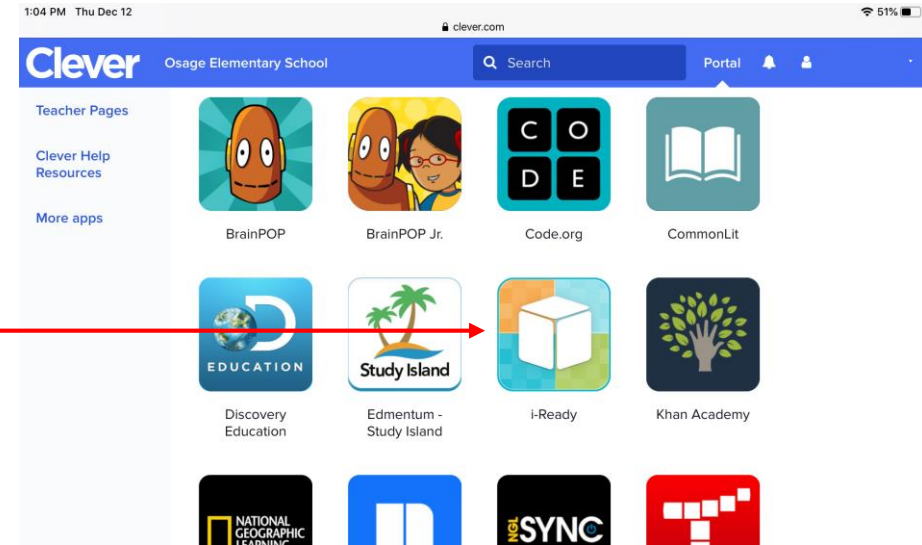 1:04 PM Thu Dec 12
clever.com
51%
Clever
Osage Elementary School
Search
Portal
Teacher Pages
Clever Help
Resources
More apps
C O
D E
BrainPOP
BrainPOP Jr.
Code.org
CommonLit
D
EDUCATION
Study Island
Discovery
Education
Edmentum -
Study Island
i-Ready
Khan Academy
NATIONAL
GEOGRAPHIC
LEARNING
NGL
SYNC